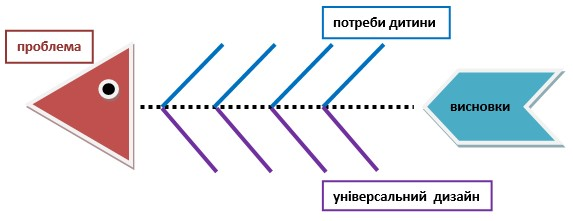 проблема
потреби дитини
висновки
універсальний дизайн